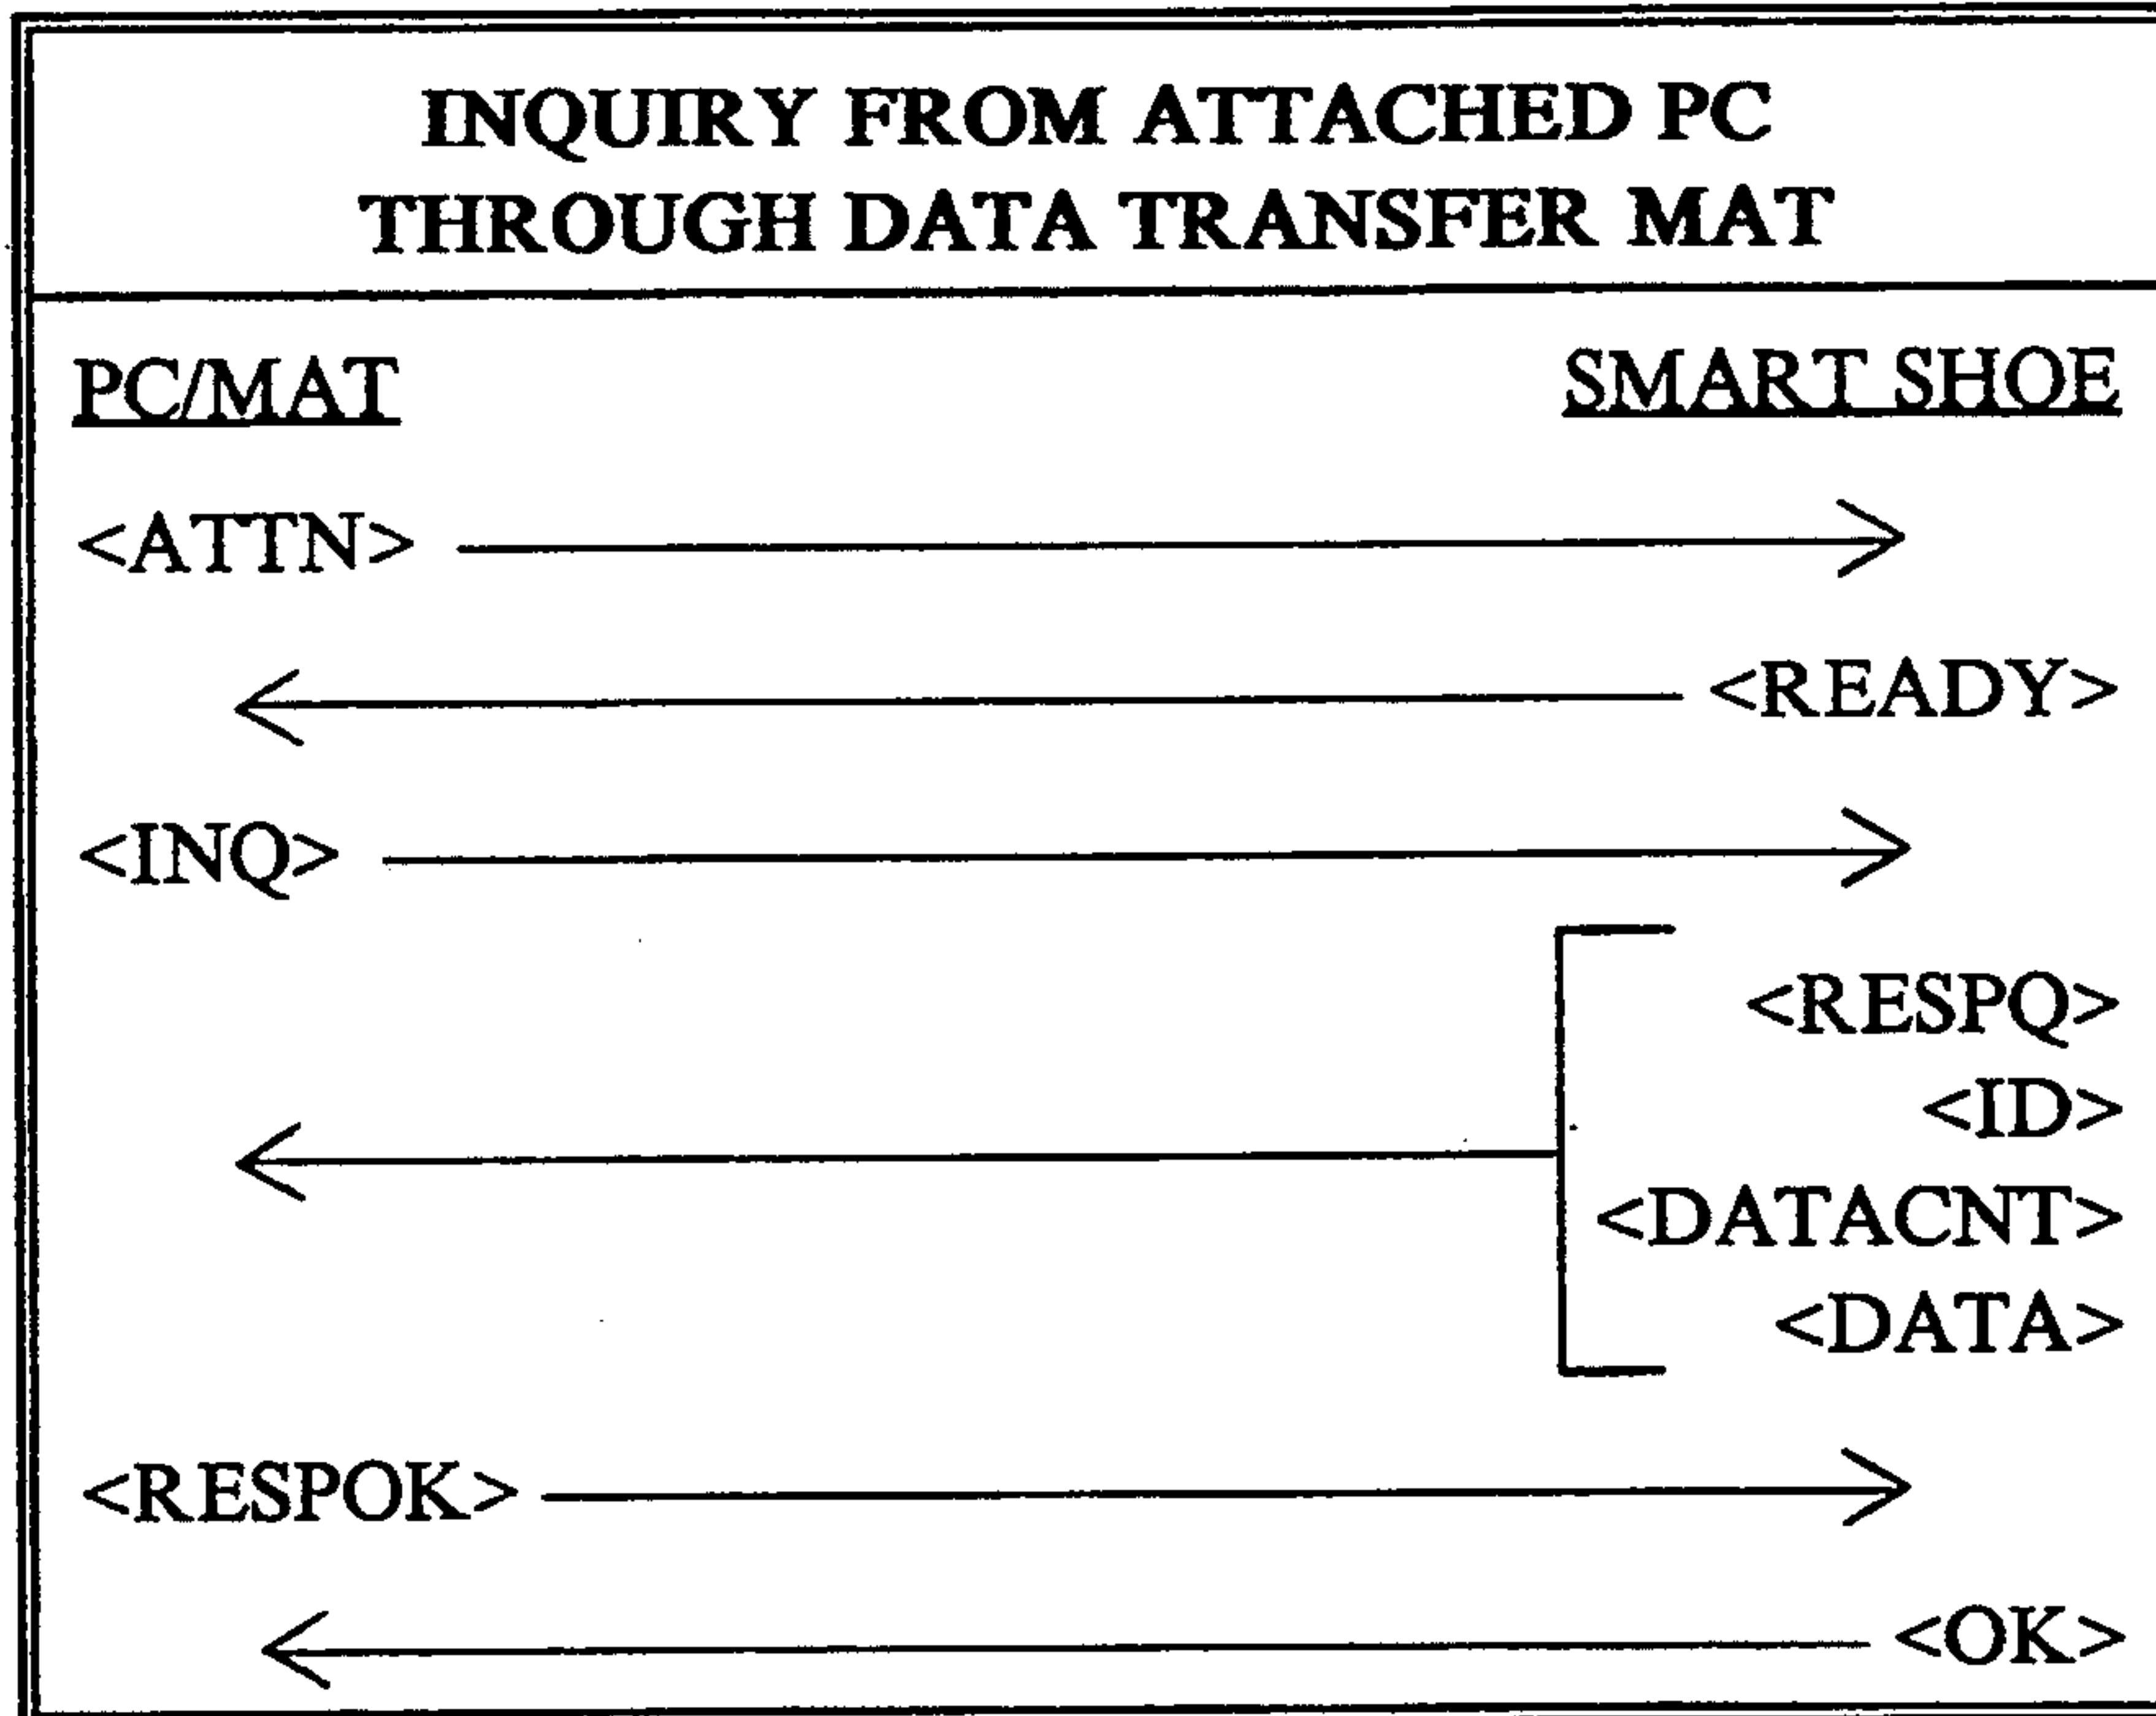 INQUIRY FROM ATTACHED PC
THROUGH DATA TRANSFER MAT
PC/MAT SMART SHOE
<ATTN>
<READY>
<INQ>
<RESPQ>
<ID>
<DATACNT>
<DATA>
<RESPOK>
<OK>